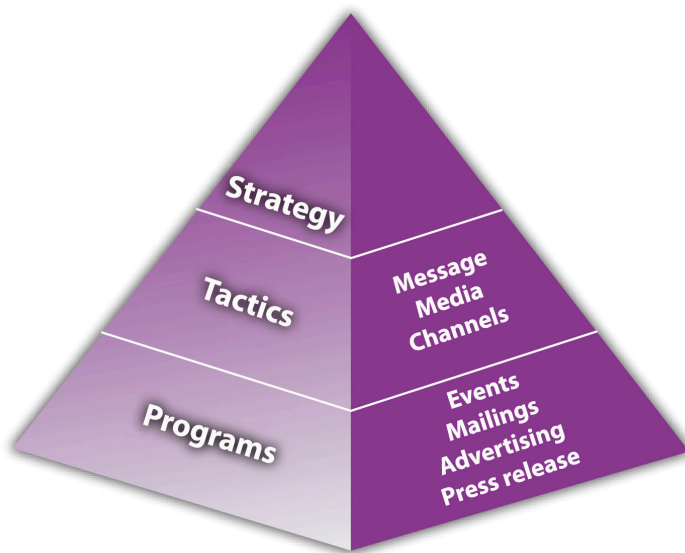 Strategy
Tactics
Message
Media
Channels
Programs
Events
Mailings
Advertising
Press release